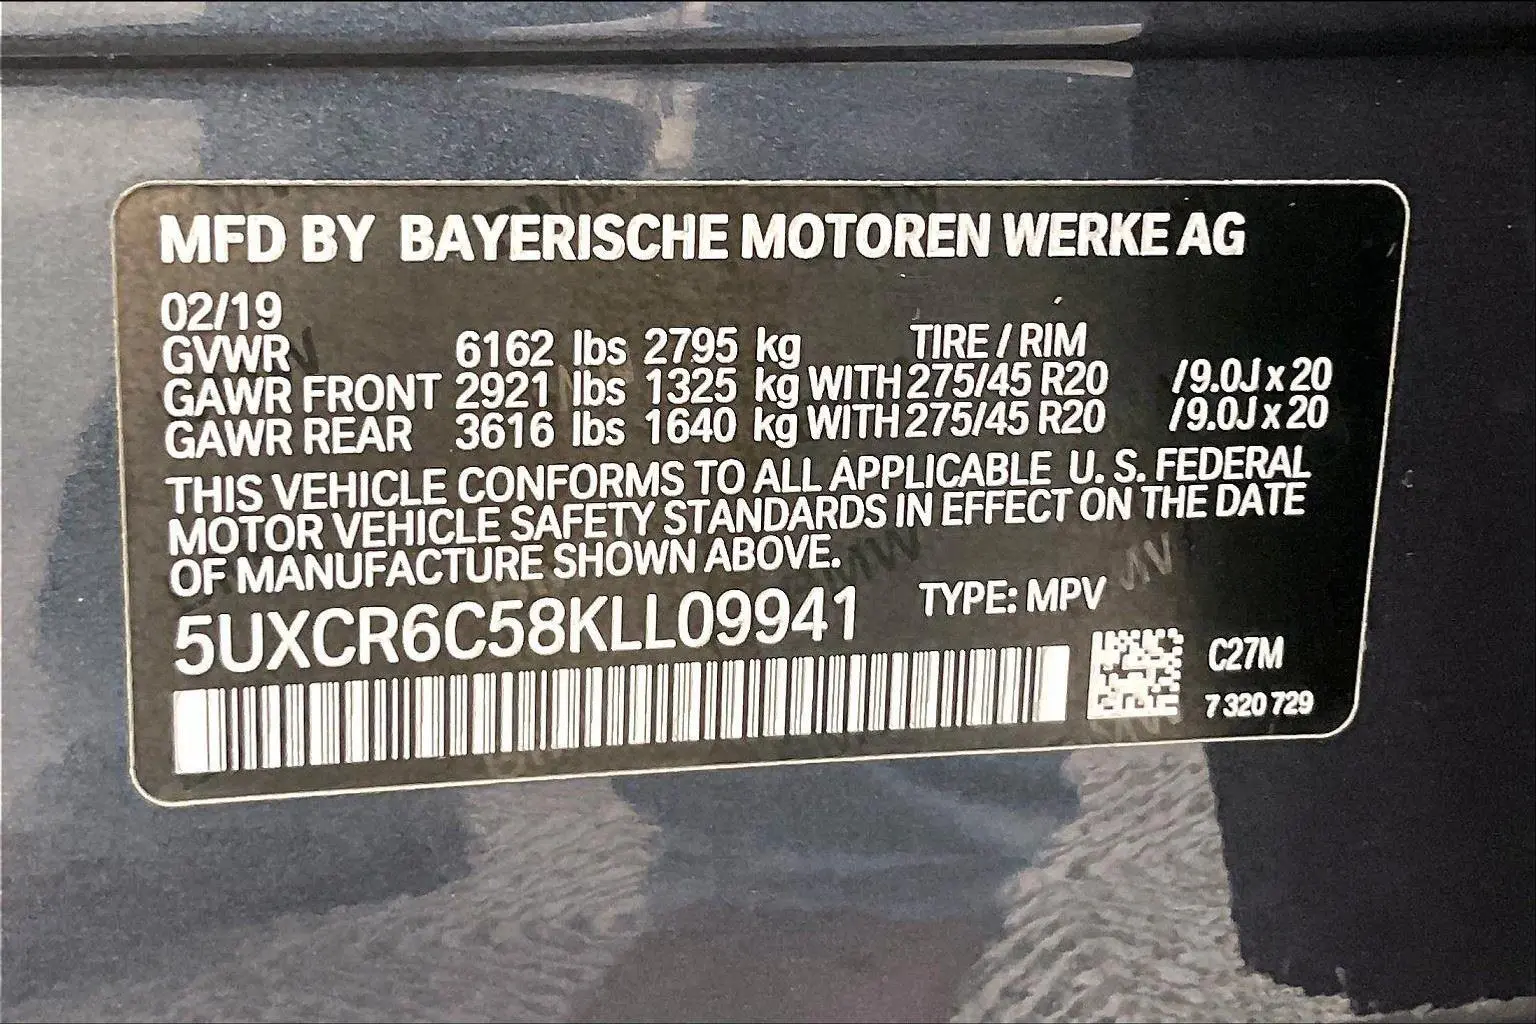 MFD BY BAYERISCHE MOTOREN WERKE AG
02/19
GVWR 6162 lbs 2795 kg TIRE / RIM
GAWR FRONT 2921 lbs 1325 kg WITH 275/45 R20 /9.0J x 20
GAWR REAR 3616 lbs 1640 kg WITH 275/45 R20 /9.0J x 20
THIS VEHICLE CONFORMS TO ALL APPLICABLE U. S. FEDERAL
MOTOR VEHICLE SAFETY STANDARDS IN EFFECT ON THE DATE
OF MANUFACTURE SHOWN ABOVE.
5UXCR6C58KLL09941 TYPE: MPV
C27M
7 320 729